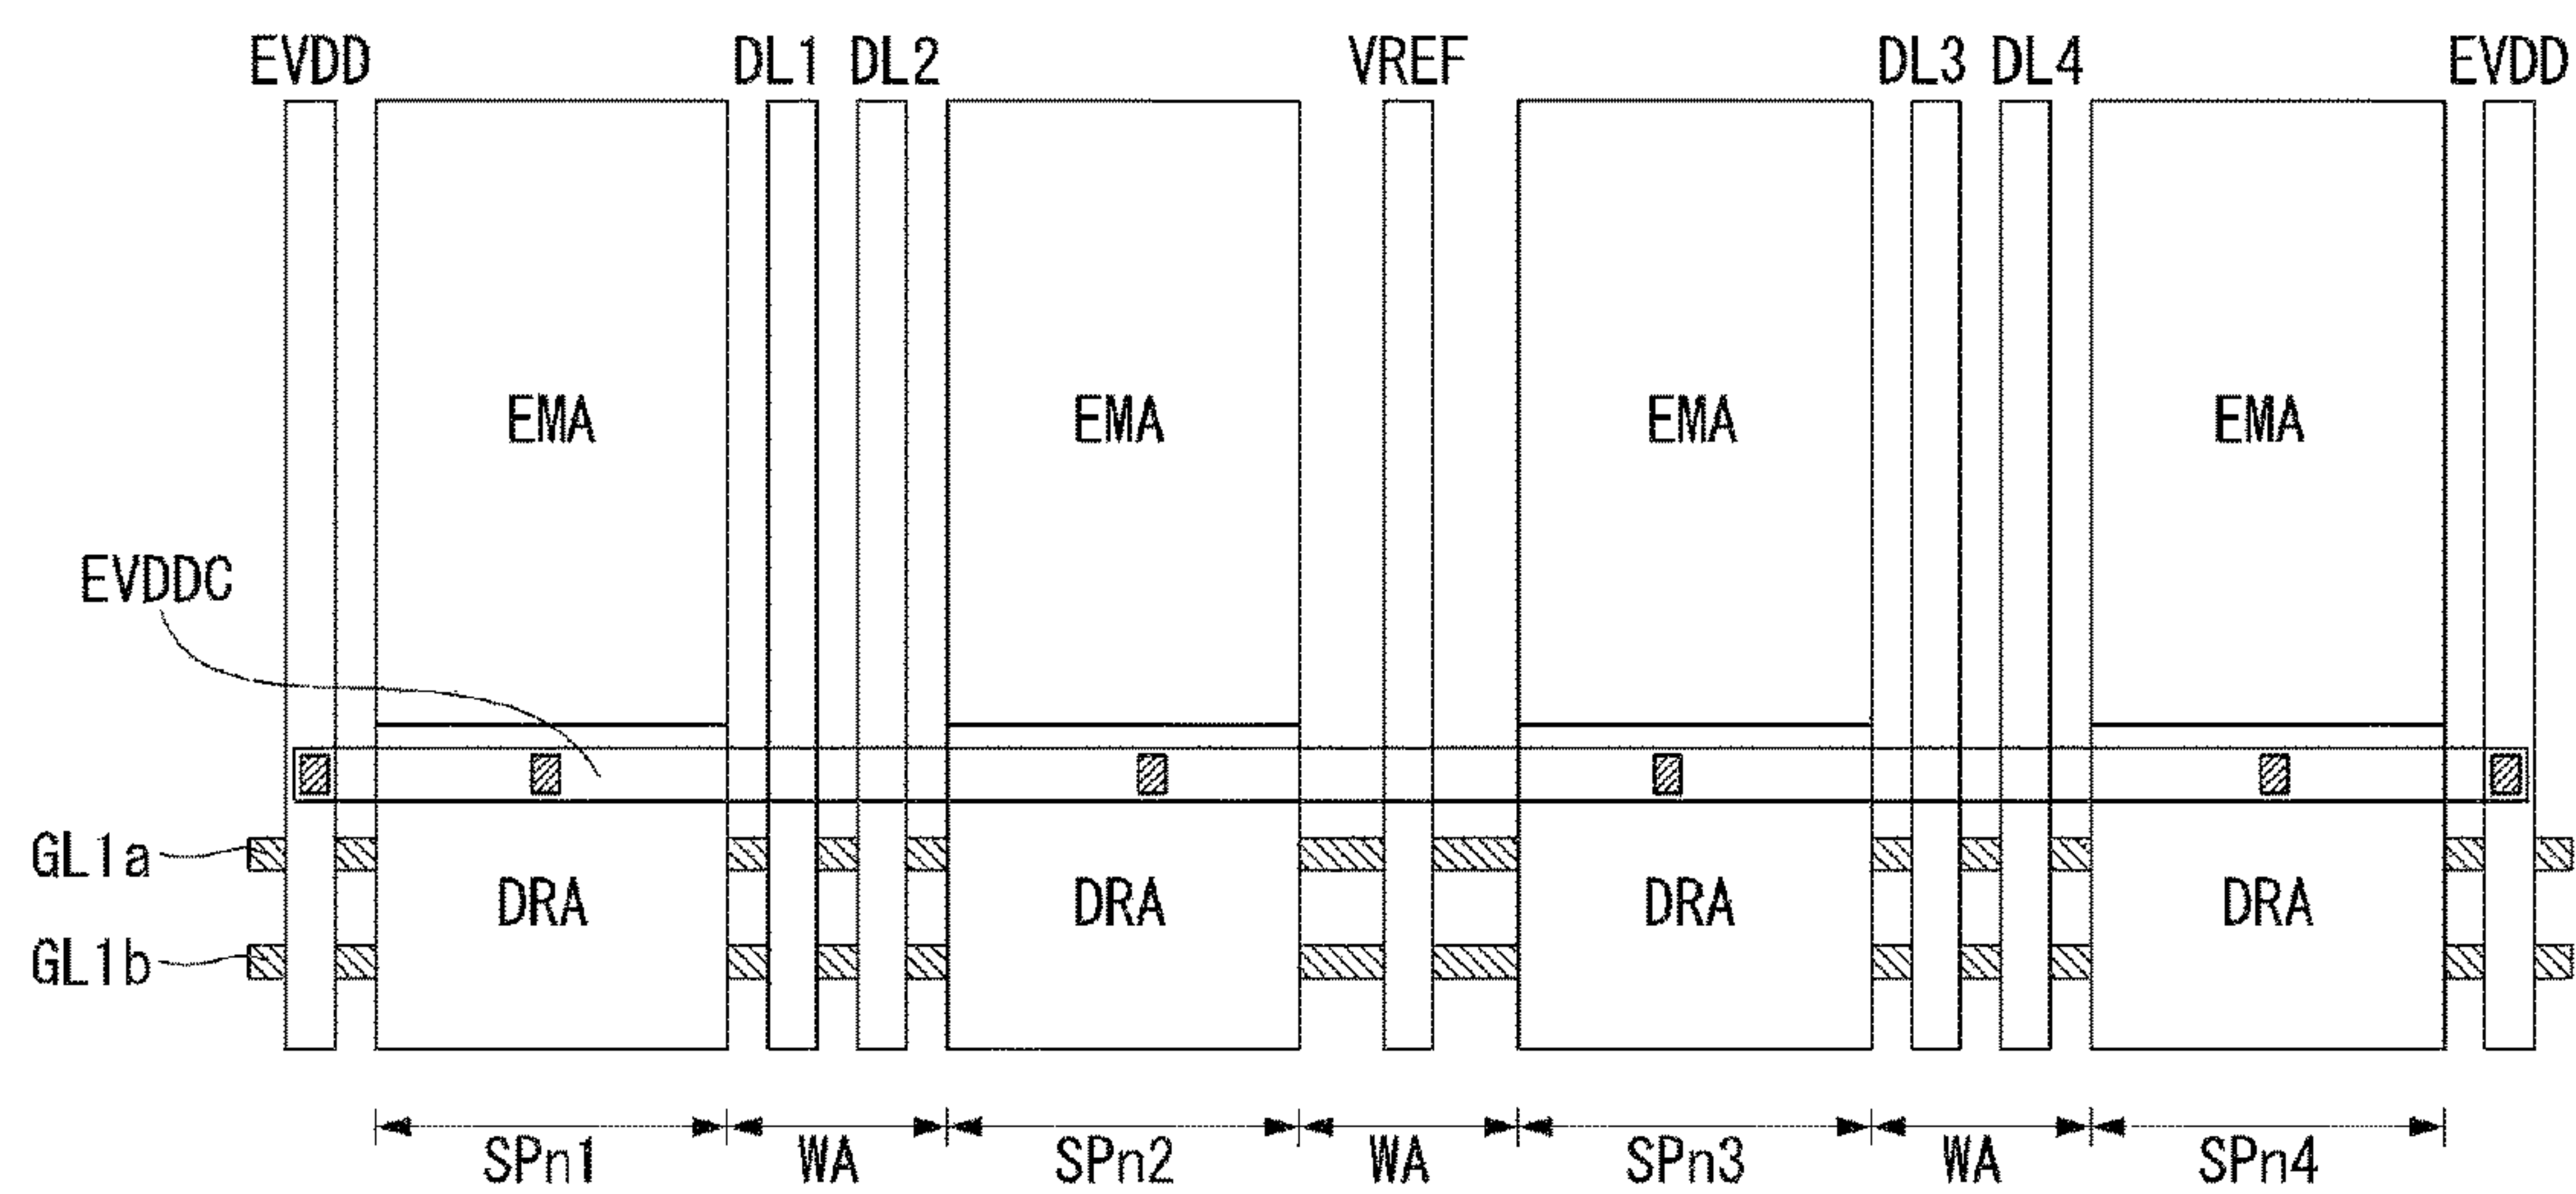 EVDD DL1 DL2 VREF DL3 DL4 EVDD
EMA EMA EMA EMA
EVDDC
GL1a
DRA DRA DRA DRA
GL1b
SPn1 WA SPn2 WA SPn3 WA SPn4